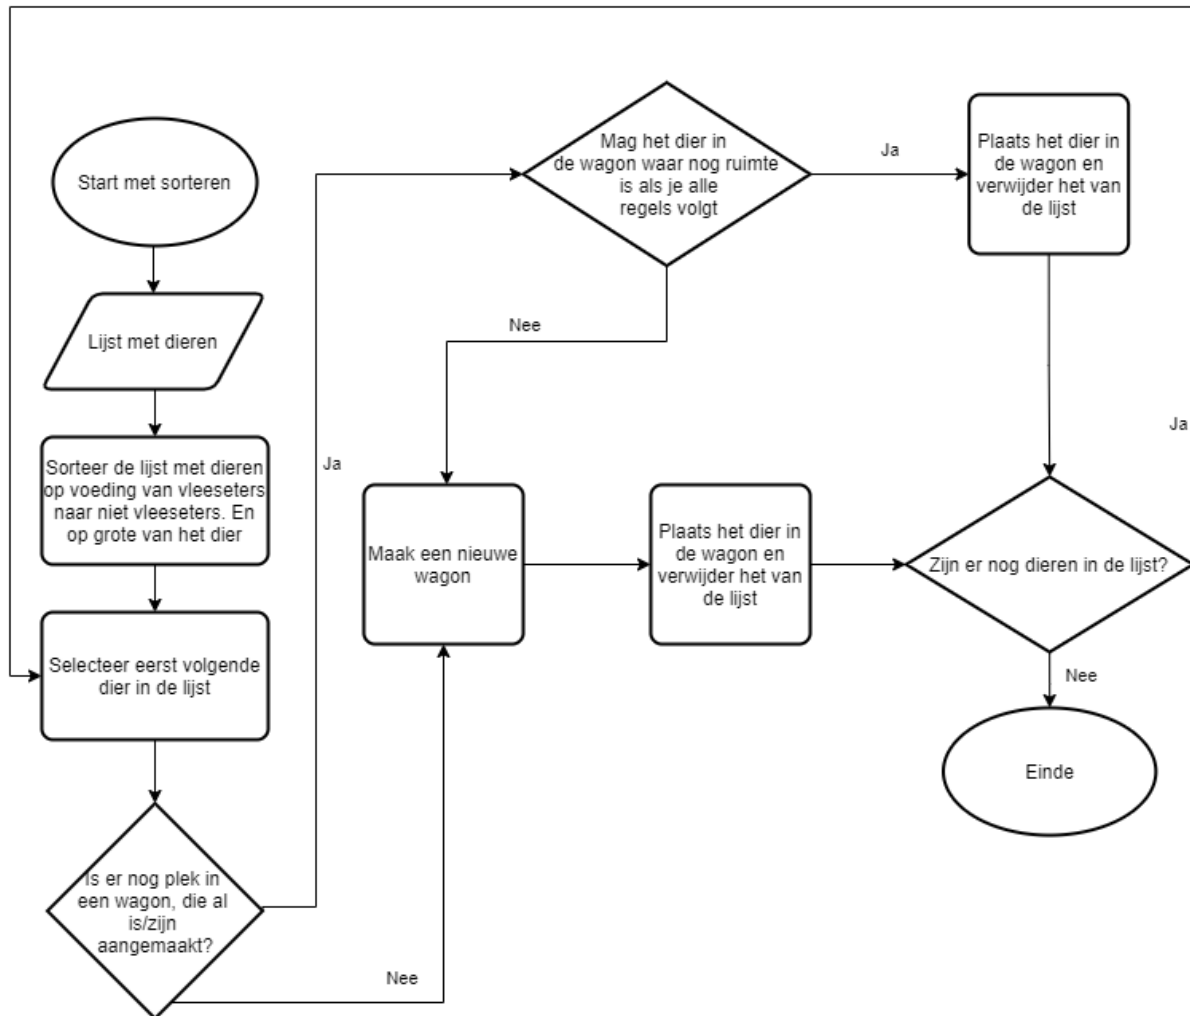 Start met sorteren
Lijst met dieren
Sorteer de lijst met dieren
op voeding van vleeseters
naar niet vleeseters. En
op grote van het dier
Selecteer eerst volgende
dier in de lijst
Is er nog plek in
een wagon, die al
is/zijn
aangemaakt?
Ja
Nee
Mag het dier in
de wagon waar nog ruimte
is als je alle
regels volgt
Ja
Nee
Plaats het dier in
de wagon en
verwijder het van
de lijst
Maak een nieuwe
wagon
Plaats het dier in
de wagon en
verwijder het van
de lijst
Zijn er nog dieren in de lijst?
Ja
Nee
Einde